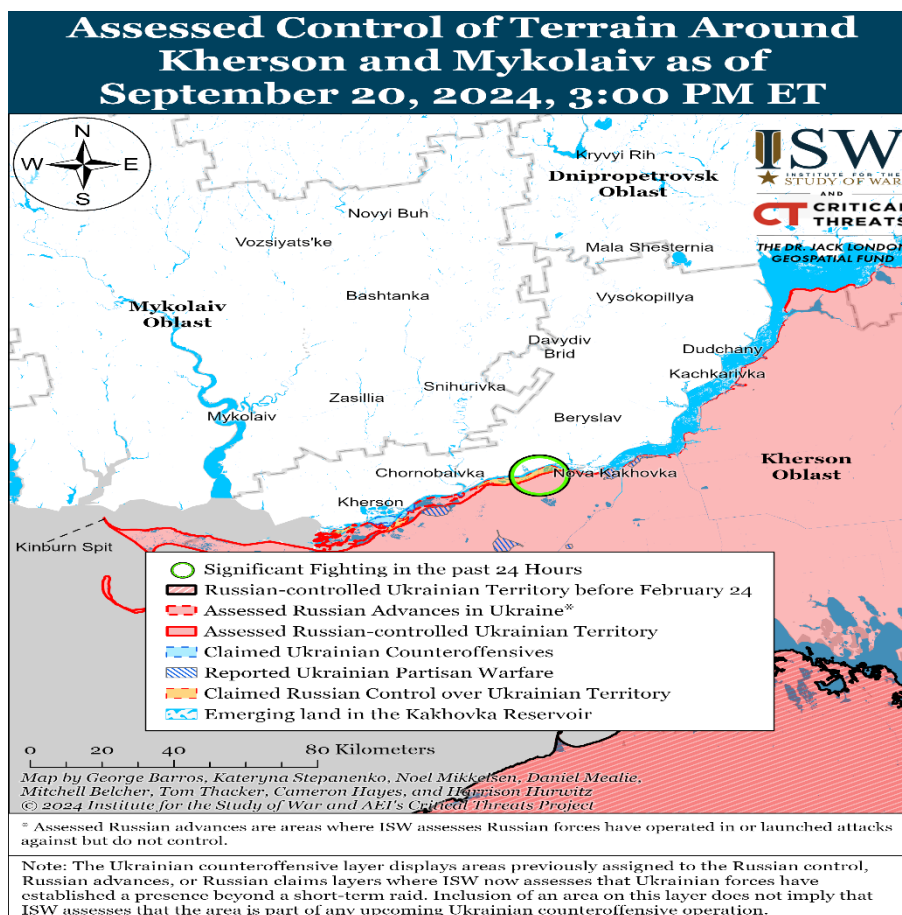 Assessed Control of Terrain Around
Kherson and Mykolaiv as of
September 20, 2024, 3:00 PM ET
N
W
E
S
Kryvyi Rih
Dnipropetrovsk
Oblast
ISW
INSTITUTE FOR THE
STUDY OF WAR
AND
CT
CRITICAL
THREATS
THE DR. JACK LONDON
GEOSPATIAL FUND
Novyi Buh
Vozsiyats'ke
Mala Shesternia
Bashtanka
Vysokopillya
Mykolaiv
Oblast
Davydiv
Brid
Dudchany
Kachkarivka
Snihurivka
Zasillia
Mykolaiv
Beryslav
Kherson
Oblast
Chornobaivka
Nova Kakhovka
Kherson
Kinburn Spit
Significant Fighting in the past 24 Hours
Russian-controlled Ukrainian Territory before February 24
Assessed Russian Advances in Ukraine*
Assessed Russian-controlled Ukrainian Territory
Claimed Ukrainian Counteroffensives
Reported Ukrainian Partisan Warfare
Claimed Russian Control over Ukrainian Territory
Emerging land in the Kakhovka Reservoir
0 20 40 80 Kilometers
Map by George Barros, Kateryna Stepanenko, Noel Mikkelsen, Daniel Mealie,
Mitchell Belcher, Tom Thacker, Cameron Hayes, and Harrison Hurwitz
© 2024 Institute for the Study of War and AEI's Critical Threats Project
* Assessed Russian advances are areas where ISW assesses Russian forces have operated in or launched attacks
against but do not control.
Note: The Ukrainian counteroffensive layer displays areas previously assigned to the Russian control,
Russian advances, or Russian claims layers where ISW now assesses that Ukrainian forces have
established a presence beyond a short-term raid. Inclusion of an area on this layer does not imply that
ISW assesses that the area is part of any upcoming Ukrainian counteroffensive operation.